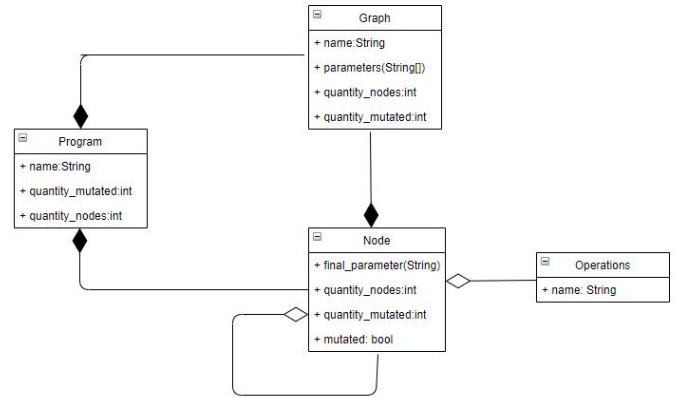 Graph
+ name:String
+ parameters(String[])
+ quantity_nodes:int
+ quantity_mutated:int
Program
+ name:String
+ quantity_mutated:int
+ quantity_nodes:int
Node
+ final_parameter(String)
+ quantity_nodes:int
+ quantity_mutated:int
+ mutated: bool
Operations
+ name: String